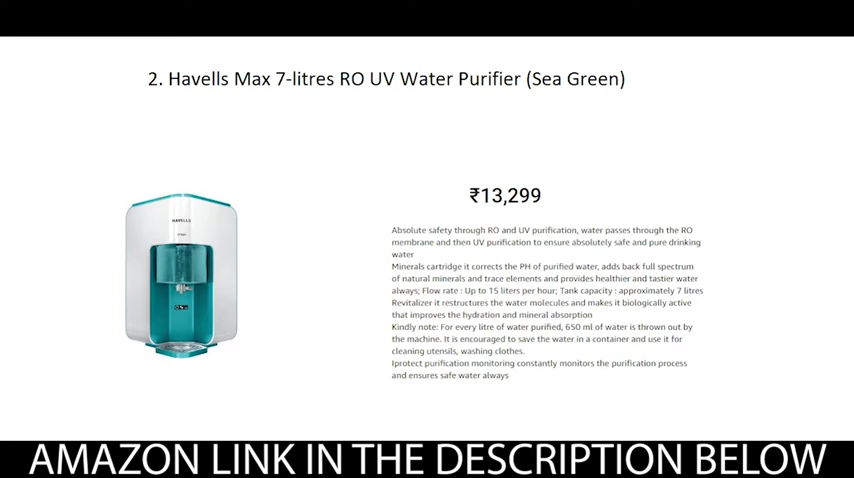 2. Havells Max 7-litres RO UV Water Purifier (Sea Green)
₹13,299
HAVELLS
Absolute safety through RO and UV purification, water passes through the RO
membrane and then UV purification to ensure absolutely safe and pure drinking
water
Minerals cartridge it corrects the PH of purified water, adds back full spectrum
of natural minerals and trace elements and provides healthier and tastier water
always; Flow rate : Up to 15 liters per hour; Tank capacity : approximately 7 litres
Revitalizer it restructures the water molecules and makes it biologically active
that improves the hydration and mineral absorption
Kindly note: For every litre of water purified, 650 ml of water is thrown out by
the machine. It is encouraged to save the water in a container and use it for
cleaning utensils, washing clothes.
Iprotect purification monitoring constantly monitors the purification process
and ensures safe water always
AMAZON LINK IN THE DESCRIPTION BELOW